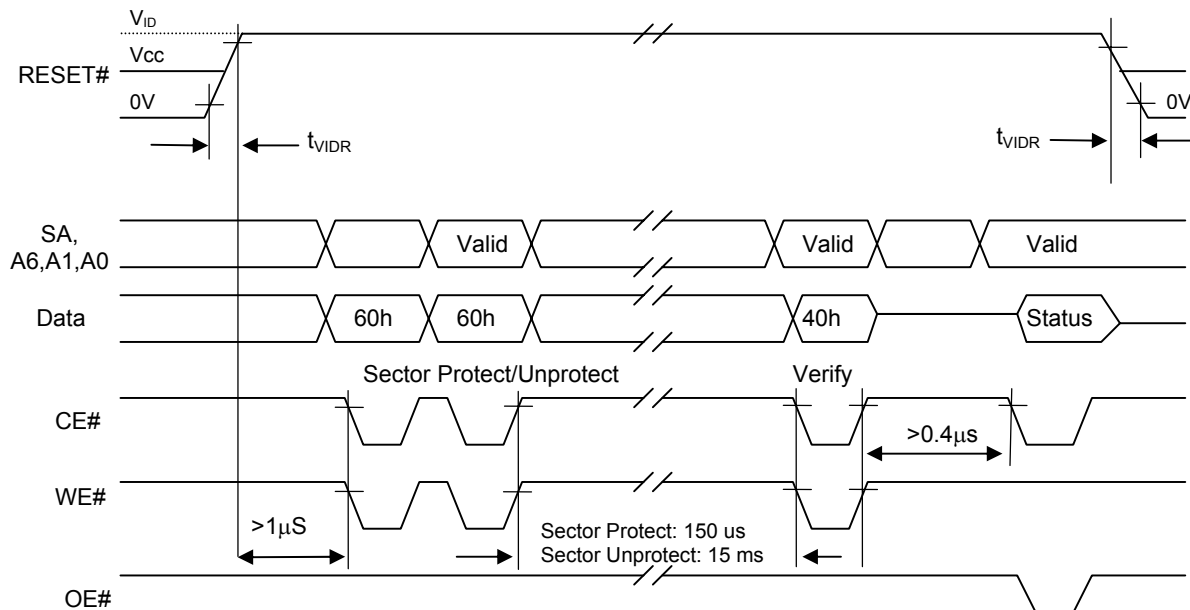 VID
Vcc
RESET#
0V
0V
tVIDR
tVIDR
SA,
A6,A1,A0
Valid
Valid
Valid
Data
60h
60h
40h
Status
Sector Protect/Unprotect
Verify
CE#
>0.4μs
WE#
>1μS
Sector Protect: 150 us
Sector Unprotect: 15 ms
OE#